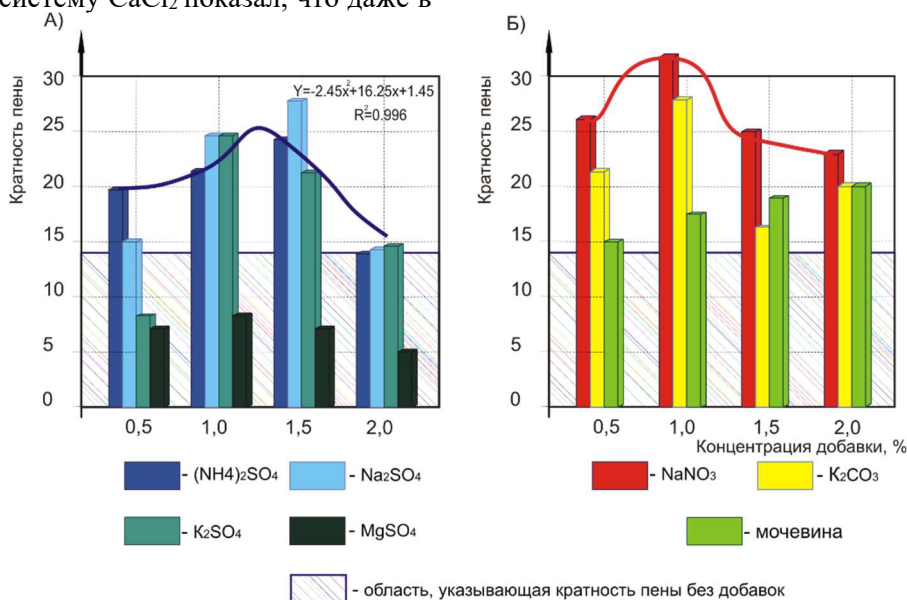 систему CaCl2 показал, что даже в
А)
Б)
Кратность пены
30
25
20
15
10
5
0
Y=-2.45x²+16.25x+1.45
R²=0.996
0,5 1,0 1,5 2,0
Кратность пены
30
25
20
15
10
5
0
0,5 1,0 1,5 2,0
Концентрация добавки, %
- (NH4)2SO4 - Na2SO4
- K2SO4 - MgSO4
- NaNO3 - K2CO3
- мочевина
- область, указывающая кратность пены без добавок